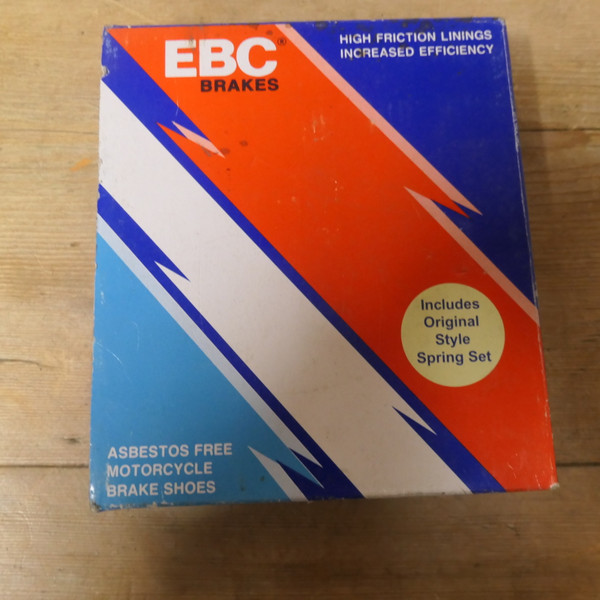 EBC®
BRAKES
HIGH FRICTION LININGS
INCREASED EFFICIENCY
Includes
Original
Style
Spring Set
ASBESTOS FREE
MOTORCYCLE
BRAKE SHOES